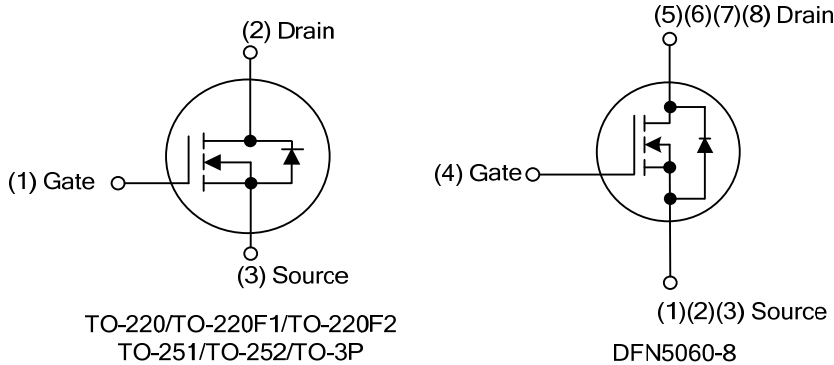 (2) Drain
(1) Gate
(3) Source
TO-220/TO-220F1/TO-220F2
TO-251/TO-252/TO-3P
(5)(6)(7)(8) Drain
(4) Gate
(1)(2)(3) Source
DFN5060-8